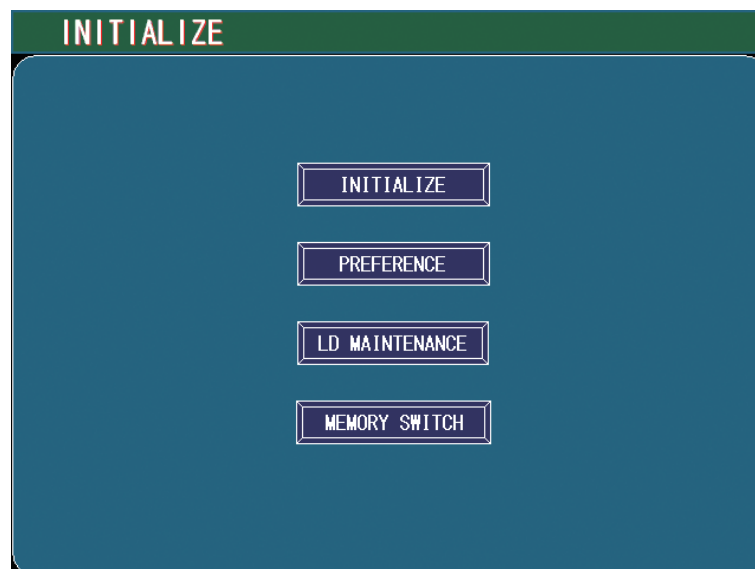 INITIALIZE
INITIALIZE
PREFERENCE
LD MAINTENANCE
MEMORY SWITCH